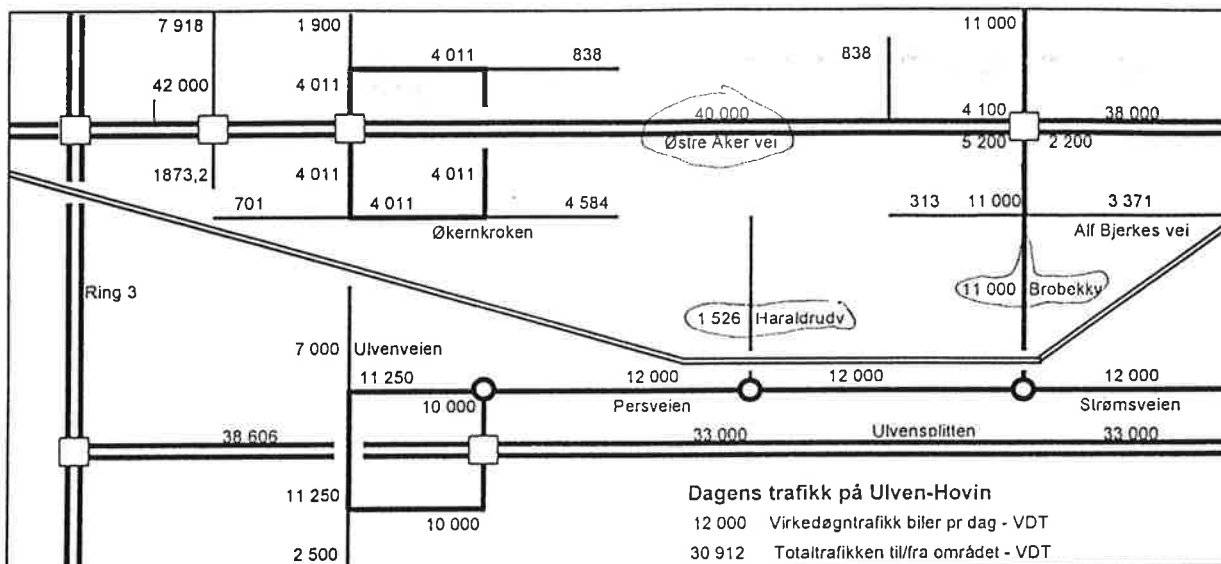 7 918
1 900
11 000
4 011
838
838
42 000
4 011
40 000
4 100
38 000
Østre Aker vei
5 200
2 200
1873,2
4 011
4 011
701
4 011
4 584
313
11 000
3 371
Økernkroken
Alf Bjerkes vei
Ring 3
11 000 Brobekkv
1 526 Haraldrudv
7 000
Ulvenveien
11 250
12 000
12 000
12 000
10 000
Persveien
Strømsveien
38 606
33 000
Ulvensplitten
33 000
11 250
10 000
2 500
Dagens trafikk på Ulven-Hovin
12 000 Virkedøgntrafikk biler pr dag - VDT
30 912 Totaltrafikken til/fra området - VDT